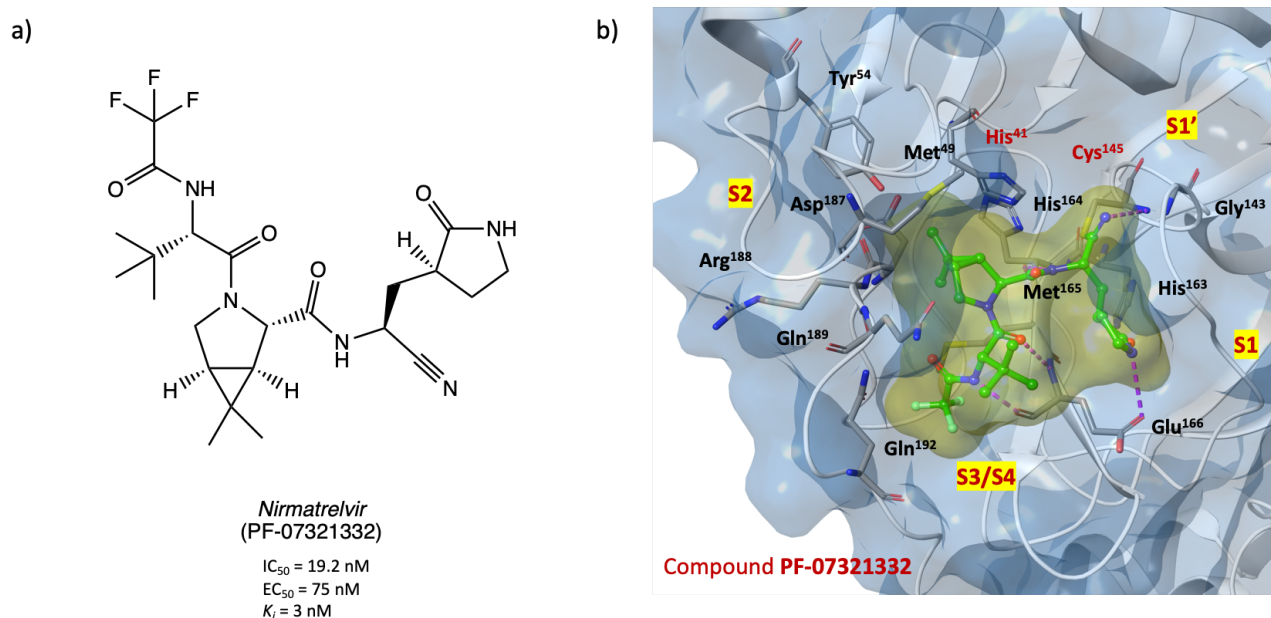 a)
F
F
F
O
NH
O
N
O
N
H
H
O
NH
N
H
H
Nirmatrelvir
(PF-07321332)
IC₅₀ = 19.2 nM
EC₅₀ = 75 nM
Kᵢ = 3 nM
b)
Tyr⁵⁴
S1’
His⁴¹
Met⁴⁹
Cys¹⁴⁵
S2
Asp¹⁸⁷
His¹⁶⁴
Gly¹⁴³
Arg¹⁸⁸
Met¹⁶⁵
His¹⁶³
Gln¹⁸⁹
S1
Glu¹⁶⁶
Gln¹⁹²
S3/S4
Compound PF-07321332